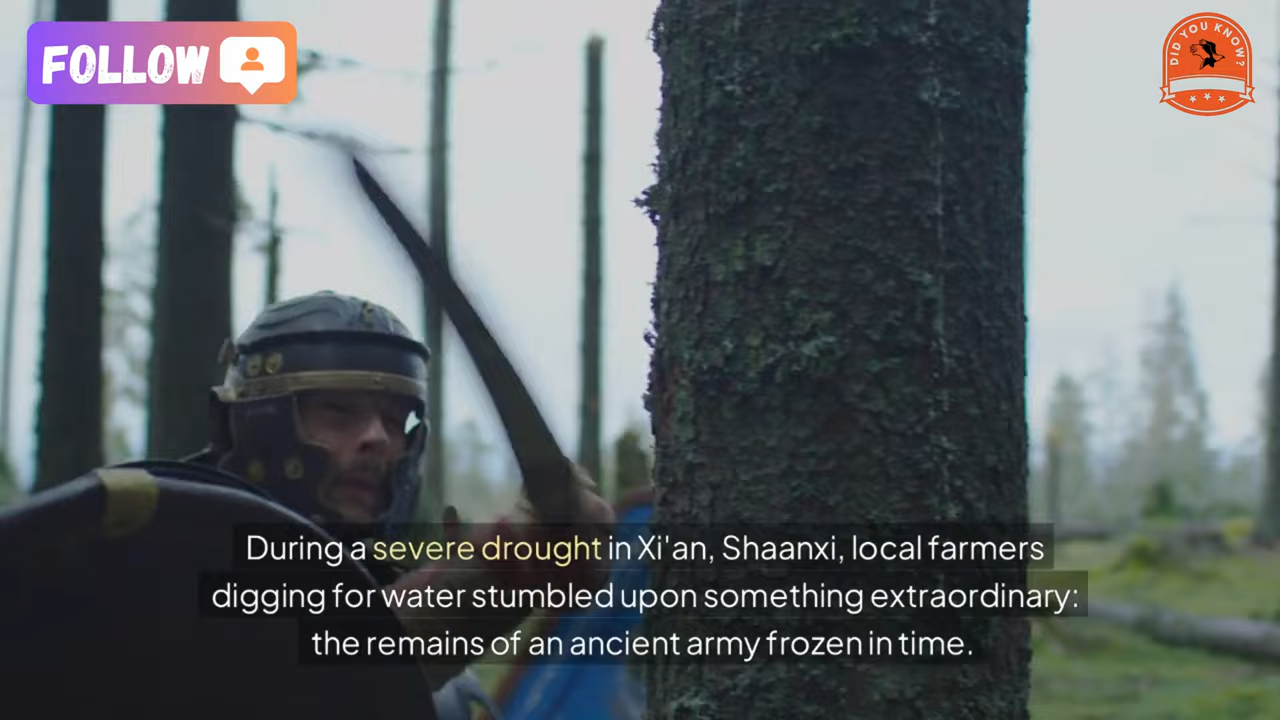 FOLLOW
DID YOU KNOW?
During a severe drought in Xi'an, Shaanxi, local farmers
digging for water stumbled upon something extraordinary:
the remains of an ancient army frozen in time.